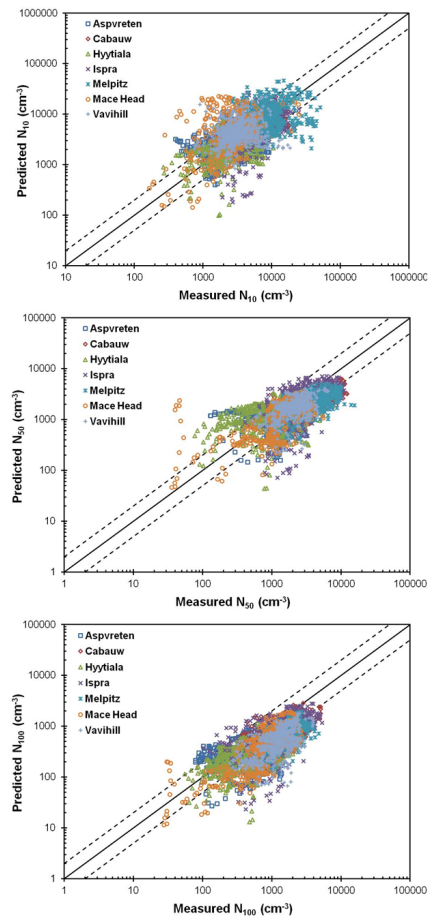 1000000
Aspvreten
Cabauw
100000
Hyytiala
Ispra
Melpitz
10000
Mace Head
Vavihill
1000
100
10
10 100 1000 10000 100000 1000000
Predicted N10 (cm-3)
Measured N10 (cm-3)
100000
Aspvreten
Cabauw
10000
Hyytiala
Ispra
Melpitz
1000
Mace Head
Vavihill
100
10
1
1 10 100 1000 10000 100000
Predicted N50 (cm-3)
Measured N50 (cm-3)
100000
Aspvreten
Cabauw
10000
Hyytiala
Ispra
Melpitz
1000
Mace Head
Vavihill
100
10
1
1 10 100 1000 10000 100000
Predicted N100 (cm-3)
Measured N100 (cm-3)